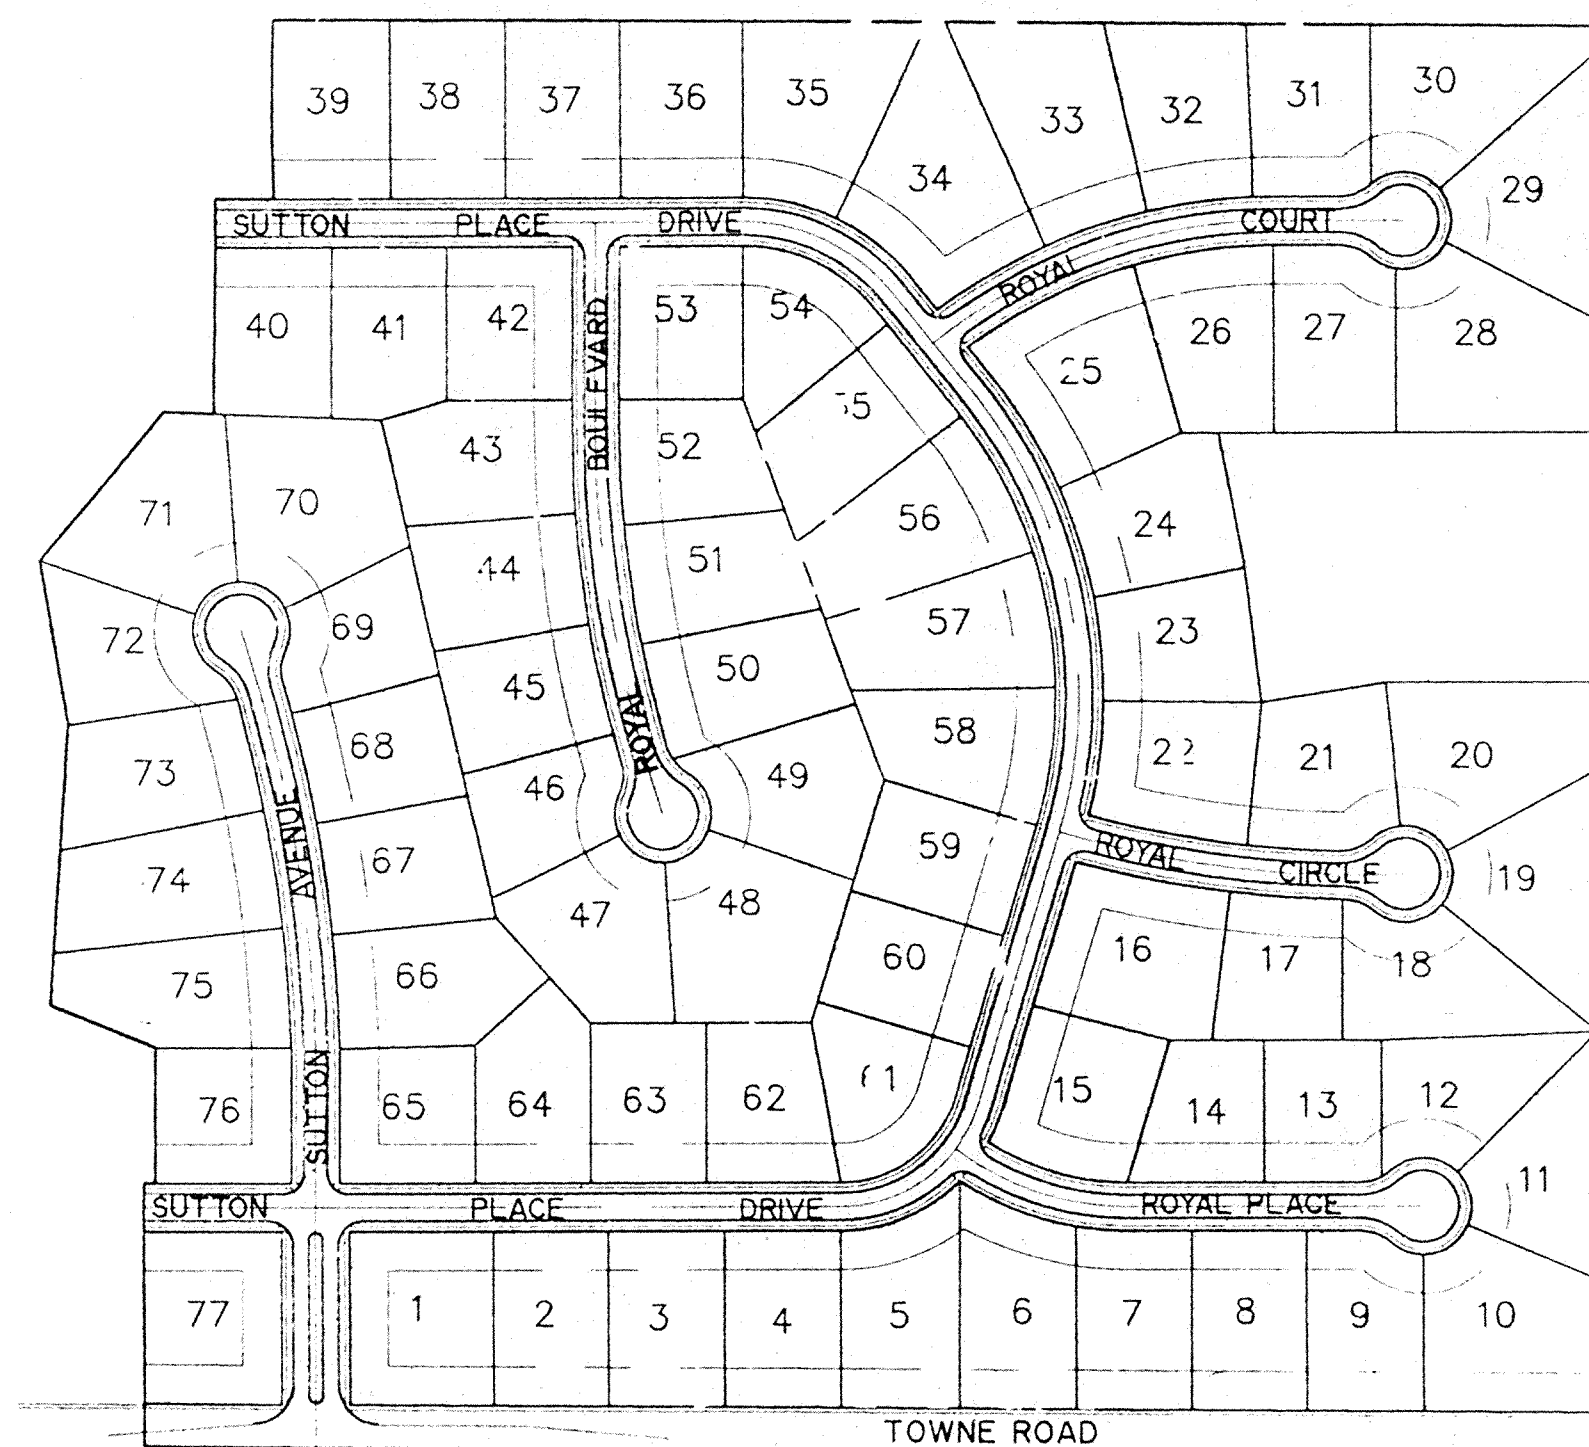 39 38 37 36 35 33 32 31 30
34 29
SUTTON PLACE DRIVE
ROYAL COURT
40 41 42 53 54 26 27 28
25
BOULEVARD
43 52
71 70 56 24
44 51
72 69 57 23
45 50
ROYAL
73 68 58 22 21 20
46 49
AVENUE
74 67 59
ROYAL CIRCLE
19
47 48
75 66 60 16 17 18
SUTTON
76 65 64 63 62 61 15 14 13 12
11
SUTTON PLACE DRIVE
ROYAL PLACE
77 1 2 3 4 5 6 7 8 9 10
TOWNE ROAD